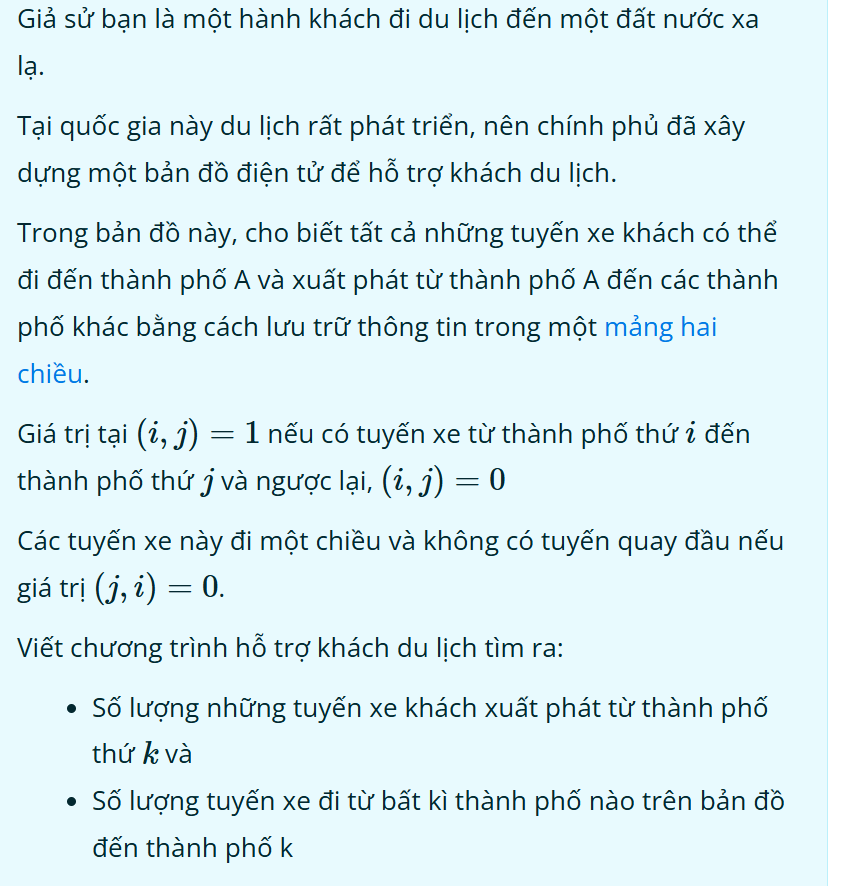 Giả sử bạn là một hành khách đi du lịch đến một đất nước xa
lạ.
Tại quốc gia này du lịch rất phát triển, nên chính phủ đã xây
dựng một bản đồ điện tử để hỗ trợ khách du lịch.
Trong bản đồ này, cho biết tất cả những tuyến xe khách có thể
đi đến thành phố A và xuất phát từ thành phố A đến các thành
phố khác bằng cách lưu trữ thông tin trong một mảng hai
chiều.
Giá trị tại (i, j) = 1 nếu có tuyến xe từ thành phố thứ i đến
thành phố thứ j và ngược lại, (i, j) = 0
Các tuyến xe này đi một chiều và không có tuyến quay đầu nếu
giá trị (j, i) = 0.
Viết chương trình hỗ trợ khách du lịch tìm ra:
• Số lượng những tuyến xe khách xuất phát từ thành phố
thứ k và
• Số lượng tuyến xe đi từ bất kì thành phố nào trên bản đồ
đến thành phố k